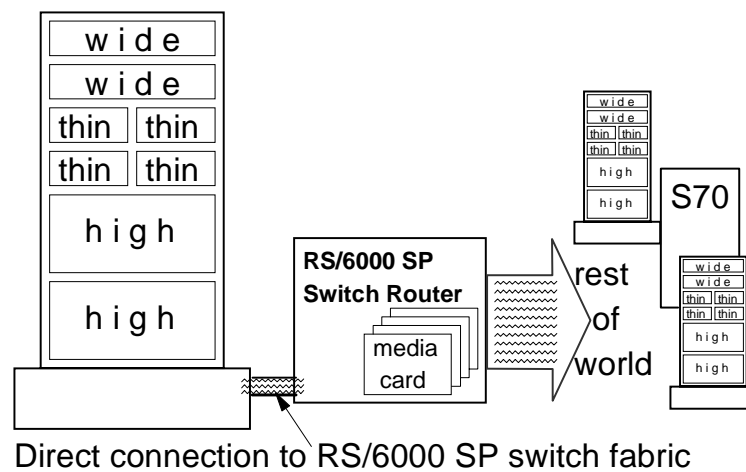 wide
wide
thin thin
thin thin
high
high
RS/6000 SP
Switch Router
media
card
rest
of
world
wide
wide
thin thin
thin thin
high
high
S70
wide
wide
thin thin
thin thin
high
high
Direct connection to RS/6000 SP switch fabric